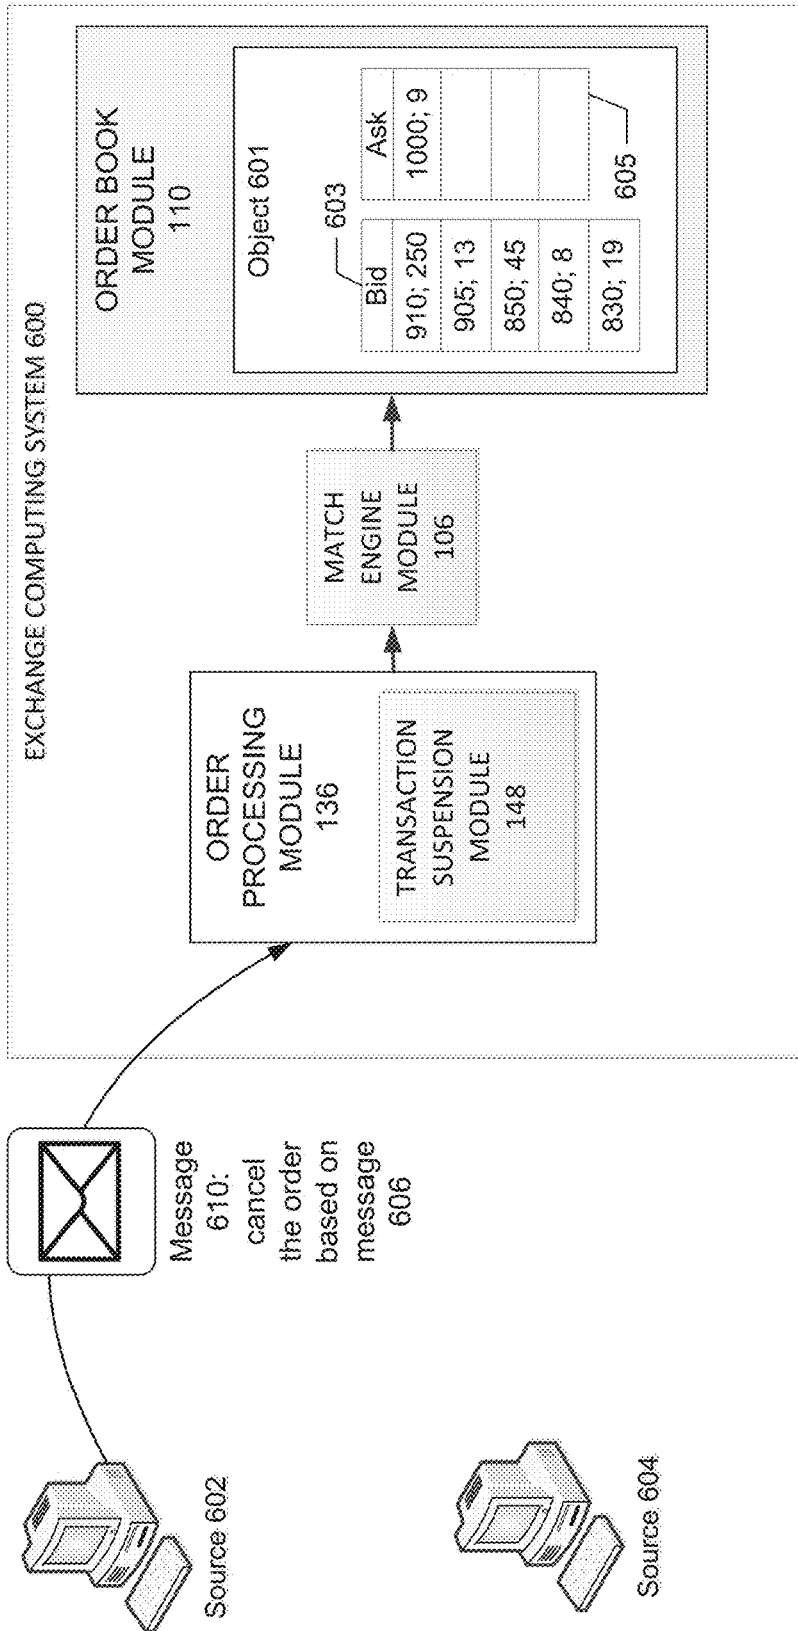 EXCHANGE COMPUTING SYSTEM 600
ORDER BOOK
MODULE
110
Object 601
603
Bid
910; 250
905; 13
850; 45
840; 8
830; 19
Ask
1000; 9
605
MATCH
ENGINE
MODULE
106
ORDER
PROCESSING
MODULE
136
TRANSACTION
SUSPENSION
MODULE
148
Message
610:
cancel
the order
based on
message
606
Source 602
Source 604